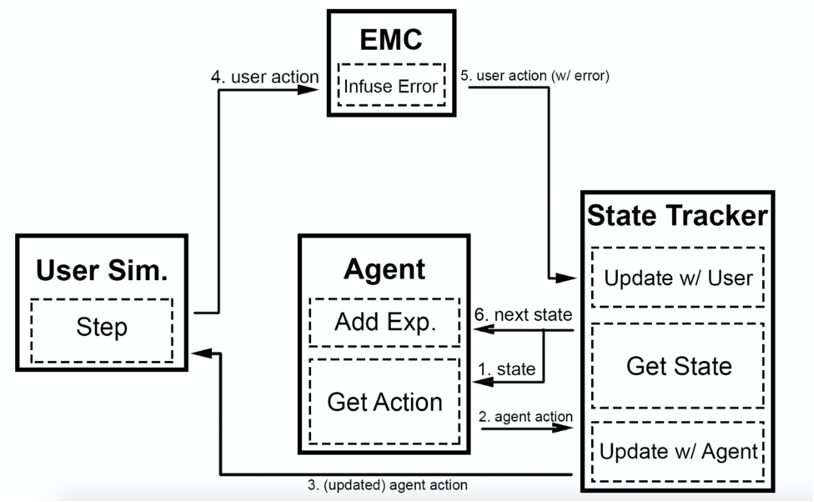 EMC
Infuse Error
4. user action
5. user action (w/ error)
State Tracker
Update w/ User
Get State
Update w/ Agent
User Sim.
Step
Agent
Add Exp.
Get Action
6. next state
1. state
2. agent action
3. (updated) agent action